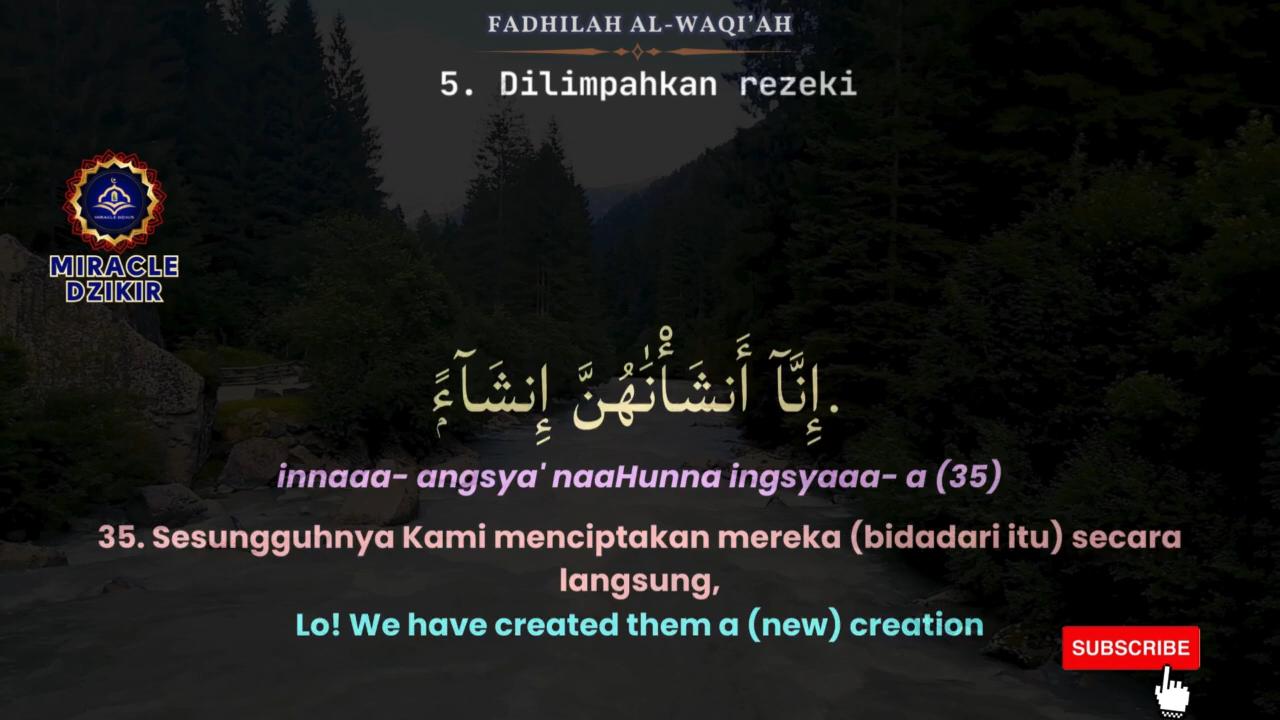 FADHILAH AL-WAQI'AH
5. Dilimpahkan rezeki
MIRACLE
DZIKIR
إِنَّآ أَنشَأْنَٰهُنَّ إِنشَآءًۭ.
innaaa- angsya' naaHunna ingsyaaa- a (35)
35. Sesungguhnya Kami menciptakan mereka (bidadari itu) secara
langsung,
Lo! We have created them a (new) creation
SUBSCRIBE